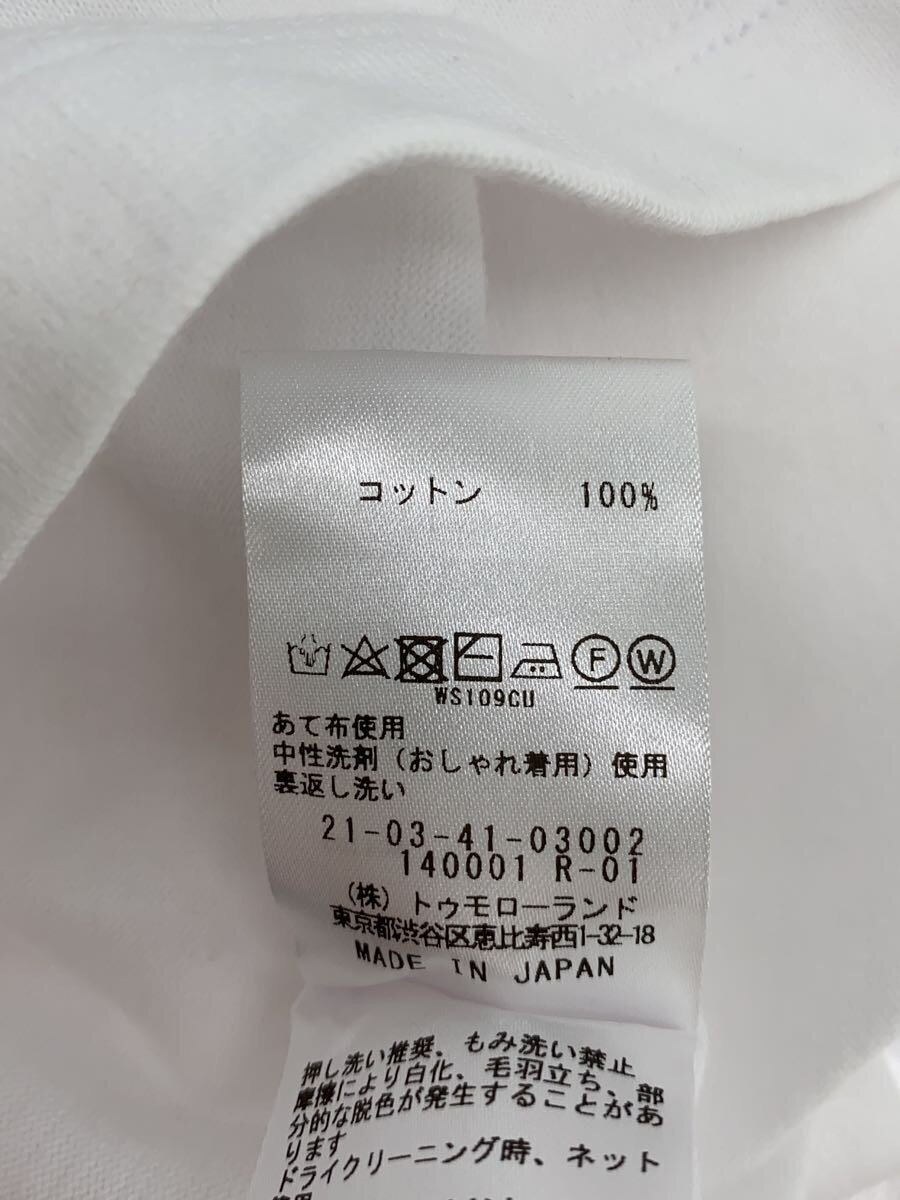 コットン 100%
F W
WS109CU
あて布使用
中性洗剤(おしゃれ着用)使用
裏返し洗い
21-03-41-03002
140001 R-01
(株)トゥモローランド
東京都渋谷区恵比寿西1-32-18
MADE IN JAPAN
押し洗い推奨、もみ洗い禁止
摩擦により白化、毛羽立ち、部
分的な脱色が発生することがあ
ります
ドライクリーニング時、ネット